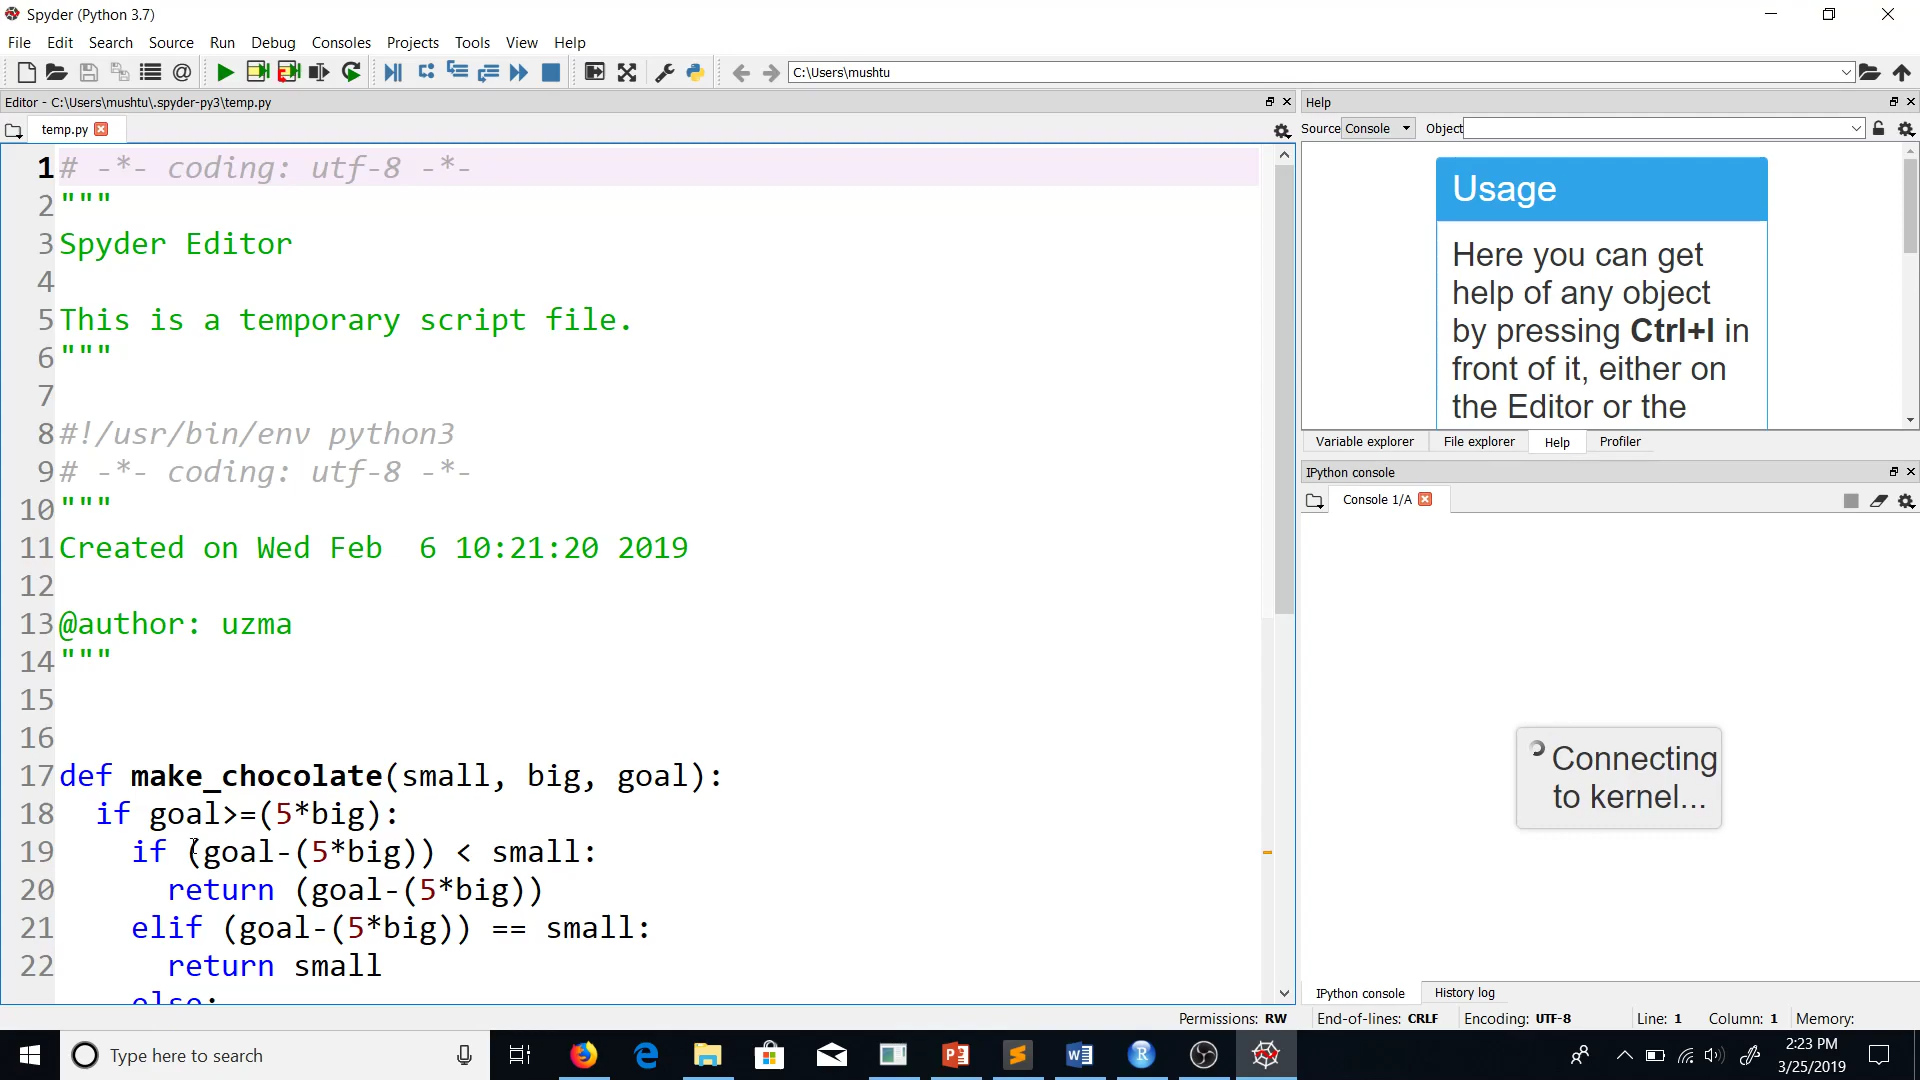 Spyder (Python 3.7)
File Edit Search Source Run Debug Consoles Projects Tools View Help
C:\Users\mushtu
Editor - C:\Users\mushtu\.spyder-py3\temp.py
temp.py
1 # -*- coding: utf-8 -*-
2 """
3 Spyder Editor
4
5 This is a temporary script file.
6 """
7
8 #!/usr/bin/env python3
9 # -*- coding: utf-8 -*-
10 """
11 Created on Wed Feb  6 10:21:20 2019
12
13 @author: uzma
14 """
15
16
17 def make_chocolate(small, big, goal):
18   if goal>=(5*big):
19     if (goal-(5*big)) < small:
20       return (goal-(5*big))
21     elif (goal-(5*big)) == small:
22       return small
    else:
Help
Source Console Object
Usage
Here you can get
help of any object
by pressing Ctrl+I in
front of it, either on
the Editor or the
Variable explorer File explorer Help Profiler
IPython console
Console 1/A
Connecting
to kernel...
IPython console History log
Permissions: RW End-of-lines: CRLF Encoding: UTF-8 Line: 1 Column: 1 Memory:
Type here to search
2:23 PM
3/25/2019